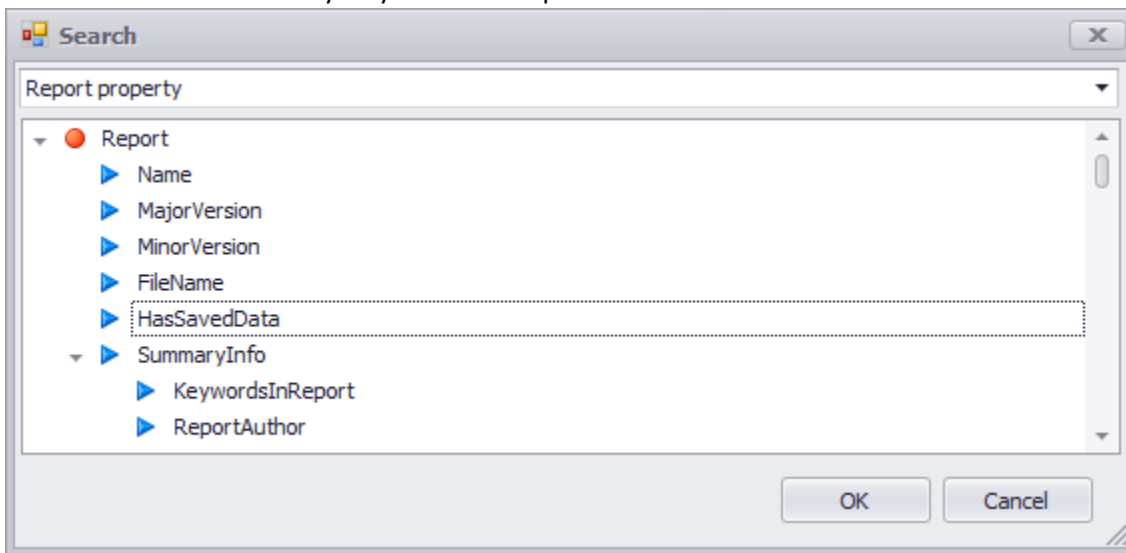 Search
Report property
Report
Name
MajorVersion
MinorVersion
FileName
HasSavedData
SummaryInfo
KeywordsInReport
ReportAuthor
OK Cancel